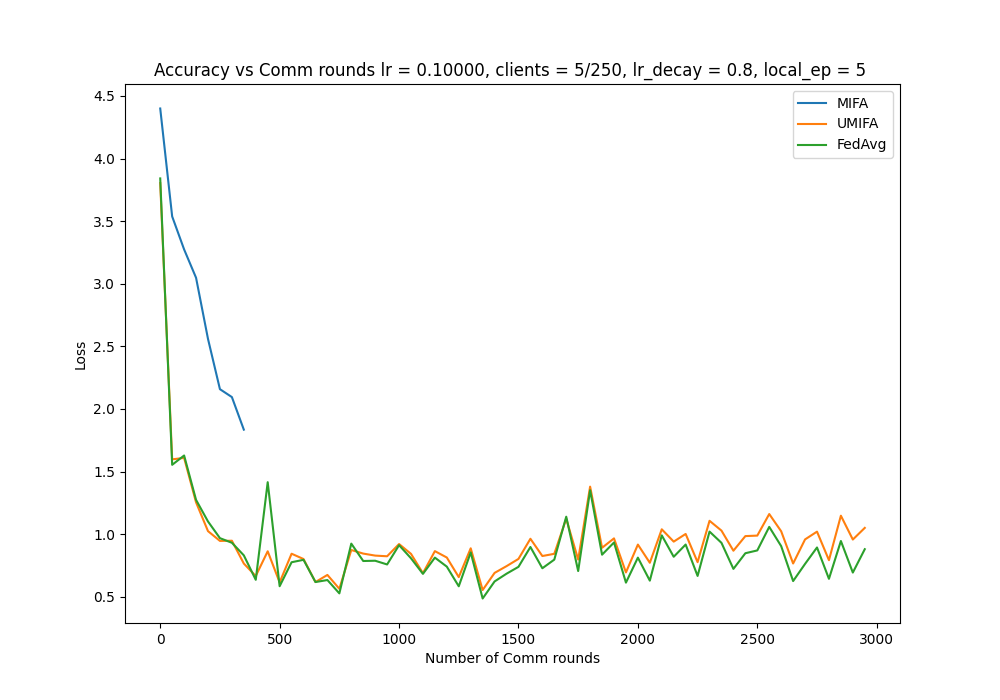 Accuracy vs Comm rounds lr = 0.10000, clients = 5/250, lr_decay = 0.8, local_ep = 5
MIFA
UMIFA
FedAvg
4.5
4.0
3.5
3.0
2.5
2.0
1.5
1.0
0.5
Loss
0
500
1000
1500
2000
2500
3000
Number of Comm rounds